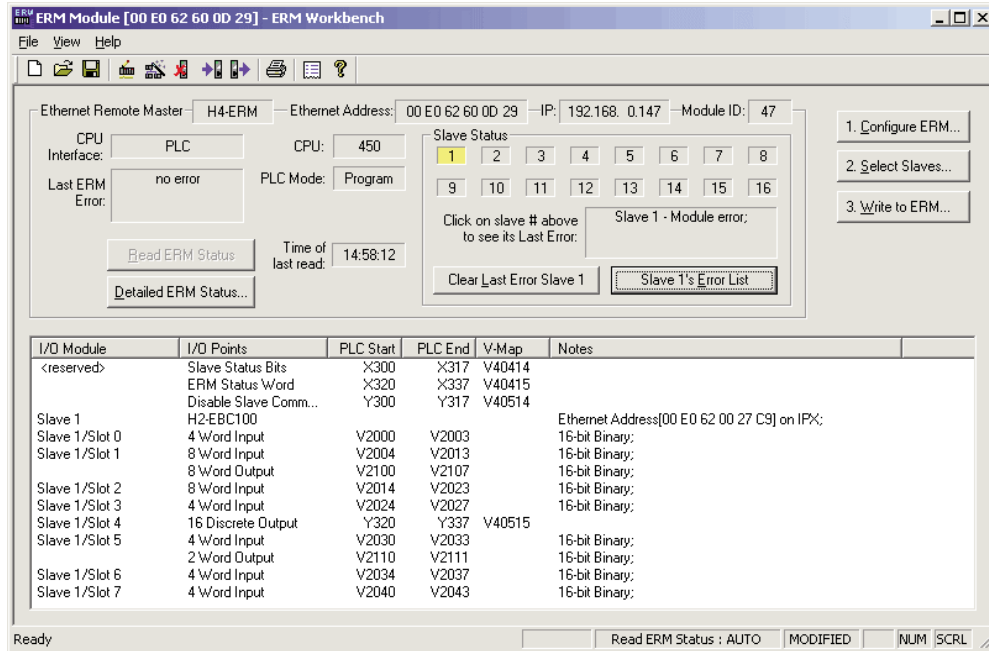 ERM Module [00 E0 62 60 0D 29] - ERM Workbench
File View Help
Ethernet Remote Master H4-ERM Ethernet Address: 00 E0 62 60 0D 29 IP: 192.168. 0.147 Module ID: 47
CPU Interface: PLC CPU: 450
Last ERM Error: no error PLC Mode: Program
Read ERM Status Time of last read: 14:58:12
Detailed ERM Status...
Slave Status
1 2 3 4 5 6 7 8
9 10 11 12 13 14 15 16
Click on slave # above to see its Last Error: Slave 1 - Module error;
Clear Last Error Slave 1 Slave 1's Error List
1. Configure ERM...
2. Select Slaves...
3. Write to ERM...
I/O Module I/O Points PLC Start PLC End V-Map Notes
<reserved> Slave Status Bits X300 X317 V40414
ERM Status Word X320 X337 V40415
Disable Slave Comm... Y300 Y317 V40514
Slave 1 H2-EBC100 Ethernet Address[00 E0 62 00 27 C9] on IPX;
Slave 1/Slot 0 4 Word Input V2000 V2003 16-bit Binary;
Slave 1/Slot 1 8 Word Input V2004 V2013 16-bit Binary;
8 Word Output V2100 V2107 16-bit Binary;
Slave 1/Slot 2 8 Word Input V2014 V2023 16-bit Binary;
Slave 1/Slot 3 4 Word Input V2024 V2027 16-bit Binary;
Slave 1/Slot 4 16 Discrete Output Y320 Y337 V40515
Slave 1/Slot 5 4 Word Input V2030 V2033 16-bit Binary;
2 Word Output V2110 V2111 16-bit Binary;
Slave 1/Slot 6 4 Word Input V2034 V2037 16-bit Binary;
Slave 1/Slot 7 4 Word Input V2040 V2043 16-bit Binary;
Ready Read ERM Status : AUTO MODIFIED NUM SCRL